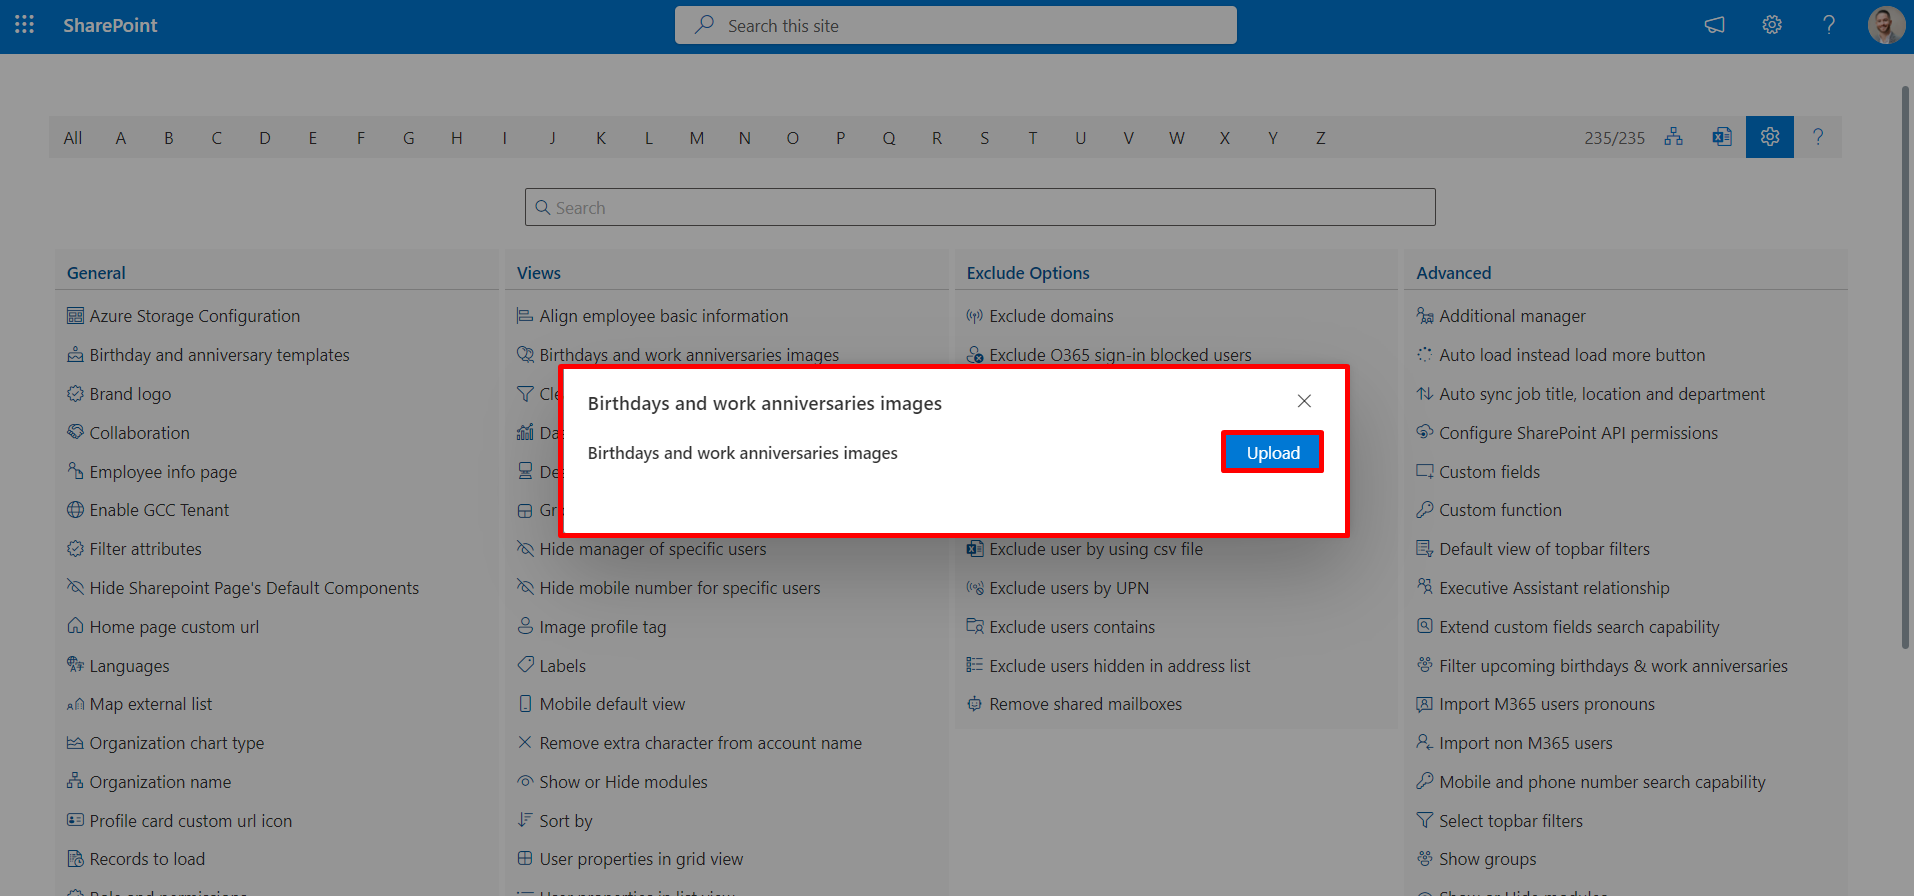 SharePoint
Search this site
All A B C D E F G H I J K L M N O P Q R S T U V W X Y Z 235/235
Search
General
Azure Storage Configuration
Birthday and anniversary templates
Brand logo
Collaboration
Employee info page
Enable GCC Tenant
Filter attributes
Hide Sharepoint Page's Default Components
Home page custom url
Languages
Map external list
Organization chart type
Organization name
Profile card custom url icon
Records to load
Views
Align employee basic information
Birthdays and work anniversaries images
Hide manager of specific users
Hide mobile number for specific users
Image profile tag
Labels
Mobile default view
Remove extra character from account name
Show or Hide modules
Sort by
User properties in grid view
Exclude Options
Exclude domains
Exclude O365 sign-in blocked users
Exclude user by using csv file
Exclude users by UPN
Exclude users contains
Exclude users hidden in address list
Remove shared mailboxes
Advanced
Additional manager
Auto load instead load more button
Auto sync job title, location and department
Configure SharePoint API permissions
Custom fields
Custom function
Default view of topbar filters
Executive Assistant relationship
Extend custom fields search capability
Filter upcoming birthdays & work anniversaries
Import M365 users pronouns
Import non M365 users
Mobile and phone number search capability
Select topbar filters
Show groups
Birthdays and work anniversaries images
Birthdays and work anniversaries images
Upload